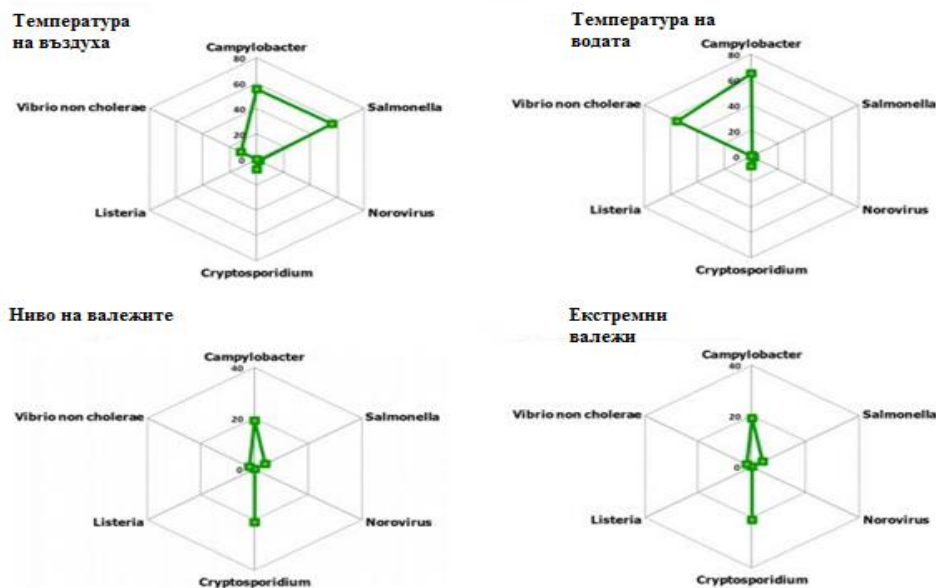 Температура
на въздуха
Campylobacter
80
60
Vibrio non cholerae
40
Salmonella
20
0
Listeria
Norovirus
Cryptosporidium
Температура на
водата
Campylobacter
80
60
Vibrio non cholerae
40
Salmonella
20
0
Listeria
Norovirus
Cryptosporidium
Ниво на валежите
Campylobacter
40
Vibrio non cholerae
20
Salmonella
0
Listeria
Norovirus
Cryptosporidium
Екстремни
валежи
Campylobacter
40
Vibrio non cholerae
20
Salmonella
0
Listeria
Norovirus
Cryptosporidium